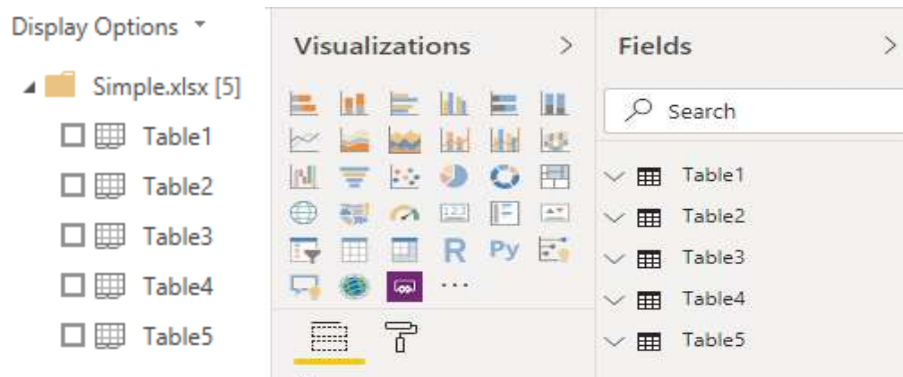 Display Options
Simple.xlsx [5]
Table1
Table2
Table3
Table4
Table5
Visualizations
123
R Py
...
Fields
Search
Table1
Table2
Table3
Table4
Table5